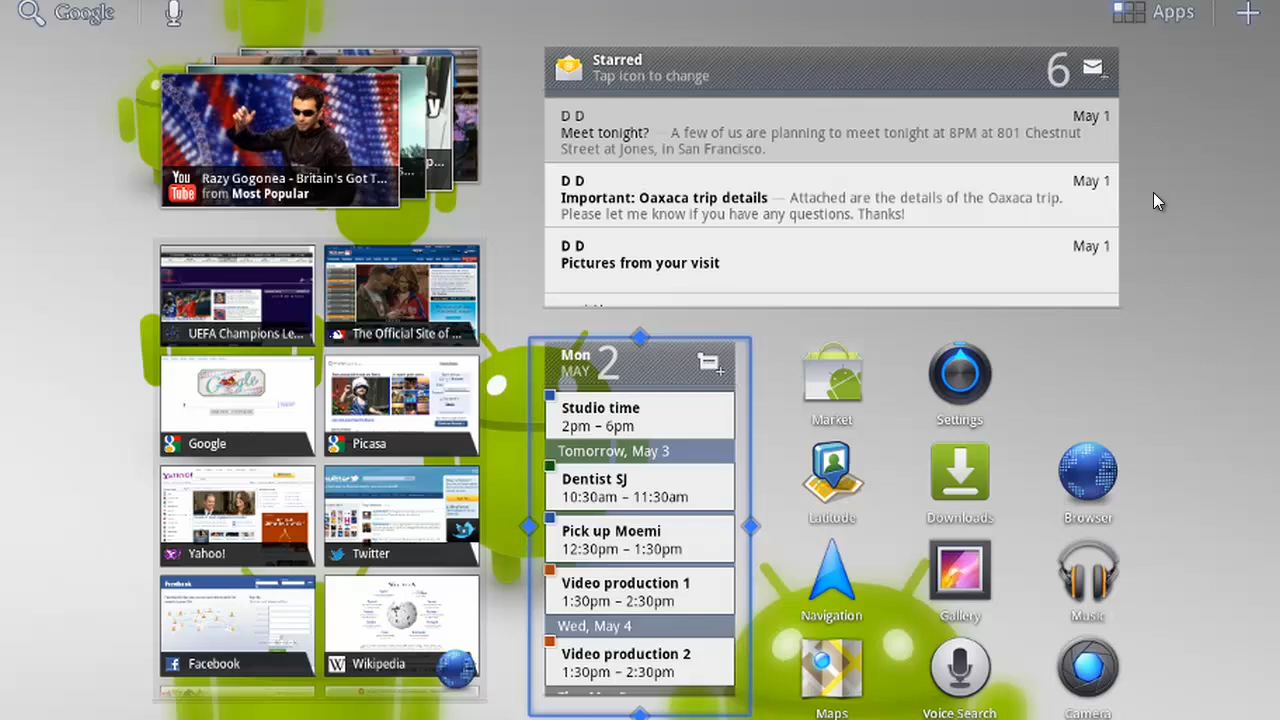 Google
Apps
Razy Gogonea - Britain's Got T...
You
Tube
from Most Popular
Starred
Tap icon to change
6
D D
May 1
Meet tonight? — A few of us are planning to meet tonight at 8PM at 801 Chestnut
Street at Jones, in San Francisco.
D D
May 1
Important: Oaxaca trip details — Attached are the details of the Oaxaca trip.
Please let me know if you have any questions. Thanks!
D D
May 1
Pictures from your visit
UEFA Champions Le...
The Official Site of ...
Google
Picasa
Yahoo!
Twitter
Facebook
Wikipedia
Mon
MAY
2
Studio time
2pm – 6pm
Tomorrow, May 3
Dentist SJ
10:30am – 11:30am
Pick up Moeen
12:30pm – 1:30pm
Video production 1
1:30pm – 2:30pm
Wed, May 4
Video production 2
1:30pm – 2:30pm
Market
Settings
Downloads
Browser
Navigation
Gallery
Music
Maps
Voice Search
Camera